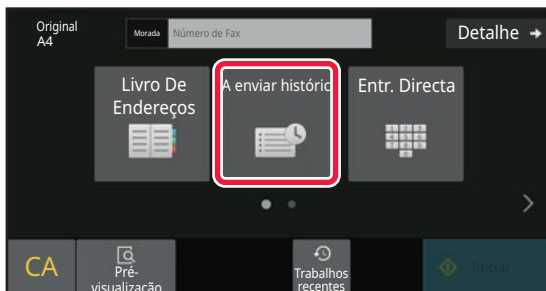 Original
A4
Morada
Número de Fax
Detalhe
Livro De
Endereços
A enviar históric
Entr. Directa
CA
Pré-
visualização
Trabalhos
recentes
Iniciar